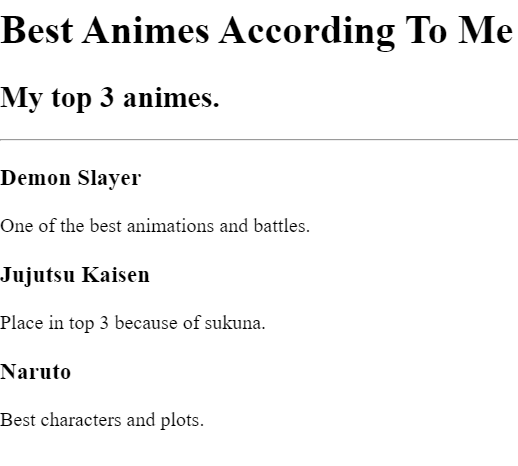 Best Animes According To Me
My top 3 animes.
Demon Slayer
One of the best animations and battles.
Jujutsu Kaisen
Place in top 3 because of sukuna.
Naruto
Best characters and plots.